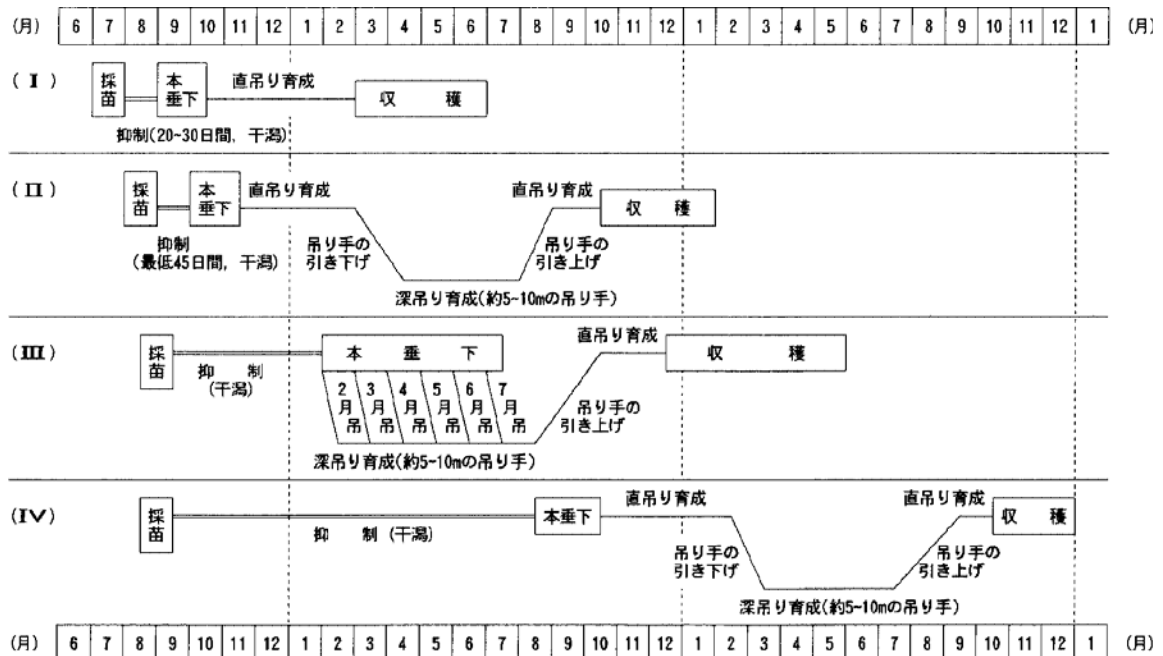 (月) 6 7 8 9 10 11 12 1 2 3 4 5 6 7 8 9 10 11 12 1 2 3 4 5 6 7 8 9 10 11 12 1 (月)
(Ⅰ) 採苗 本垂下 直吊り育成 収穫
抑制(20~30日間, 干潟)
(Ⅱ) 採苗 本垂下 直吊り育成 直吊り育成 収穫
抑制
(最低45日間, 干潟)
吊り手の
引き下げ
吊り手の
引き上げ
深吊り育成(約5~10mの吊り手)
(Ⅲ) 採苗 本垂下 直吊り育成 収穫
抑制
(干潟)
2月吊 3月吊 4月吊 5月吊 6月吊 7月吊
吊り手の
引き上げ
深吊り育成(約5~10mの吊り手)
(Ⅳ) 採苗 本垂下 直吊り育成 直吊り育成 収穫
抑制(干潟)
吊り手の
引き下げ
吊り手の
引き上げ
深吊り育成(約5~10mの吊り手)
(月) 6 7 8 9 10 11 12 1 2 3 4 5 6 7 8 9 10 11 12 1 2 3 4 5 6 7 8 9 10 11 12 1 (月)